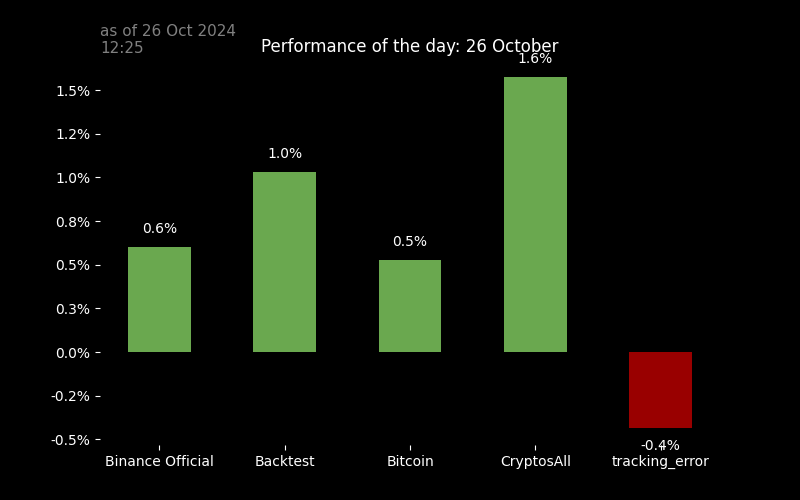 as of 26 Oct 2024
12:25
Performance of the day: 26 October
1.6%
1.5%
1.2%
1.0%
1.0%
0.8%
0.6%
0.5%
0.5%
0.3%
0.0%
-0.2%
-0.5%
-0.4%
Binance Official
Backtest
Bitcoin
CryptosAll
tracking_error